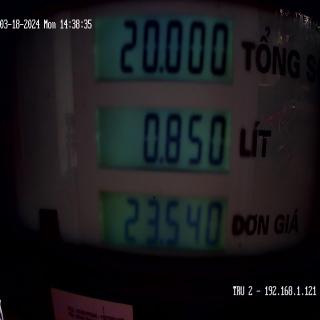 03-18-2024 Mon 14:38:35
20.000 TỔNG S
0.850 LÍT
23.540 ĐƠN GIÁ
TRU 2 - 192.168.1.121